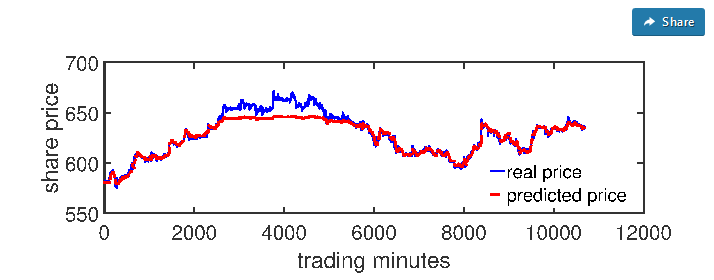 Share
700
650
600
550
share price
real price
predicted price
0 2000 4000 6000 8000 10000 12000
trading minutes